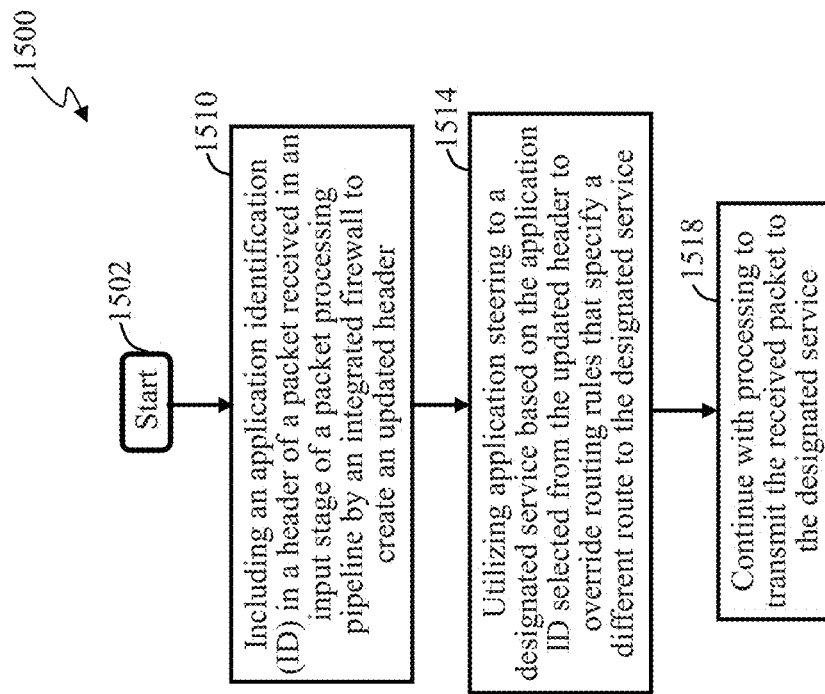 1500
1502
Start
1510
Including an application identification
(ID) in a header of a packet received in an
input stage of a packet processing
pipeline by an integrated firewall to
create an updated header
1514
Utilizing application steering to a
designated service based on the application
ID selected from the updated header to
override routing rules that specify a
different route to the designated service
1518
Continue with processing to
transmit the received packet to
the designated service